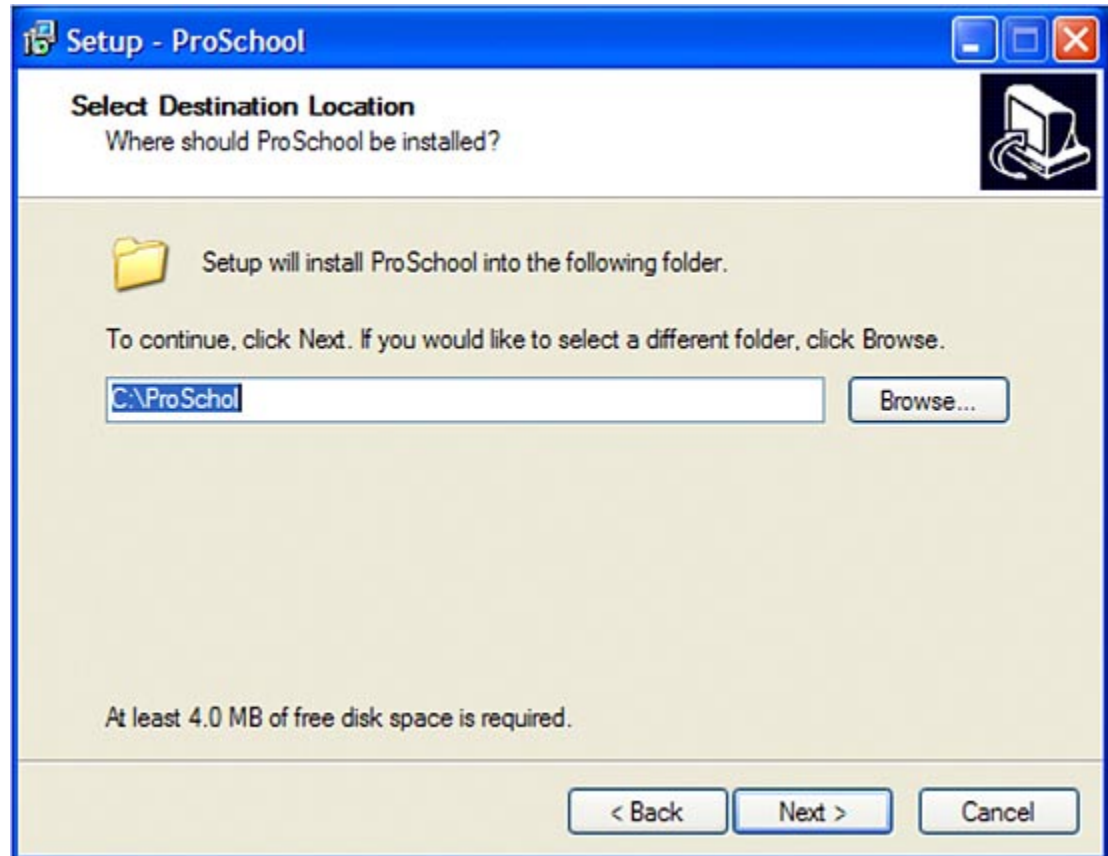 Setup - ProSchool
Select Destination Location
Where should ProSchool be installed?
Setup will install ProSchool into the following folder.
To continue, click Next. If you would like to select a different folder, click Browse.
C:\ProSchol
Browse...
At least 4.0 MB of free disk space is required.
< Back
Next >
Cancel